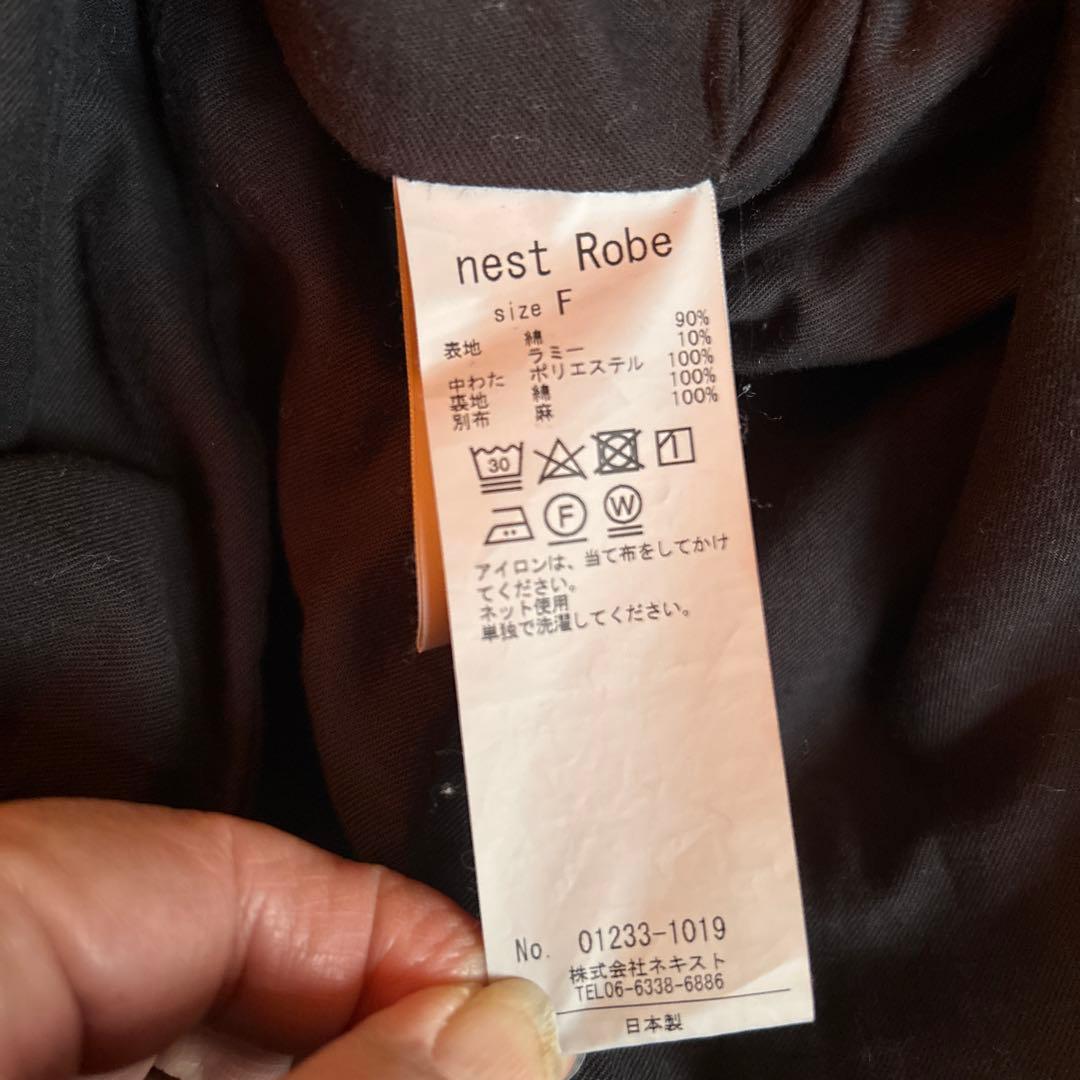 nest Robe
size F
表地 綿 90%
ラミー 10%
中わた ポリエステル 100%
裏地 綿 100%
別布 麻 100%
30
1
F W
アイロンは、当て布をしてかけ
てください。
ネット使用
単独で洗濯してください。
No. 01233-1019
株式会社ネキスト
TEL06-6338-6886
日本製